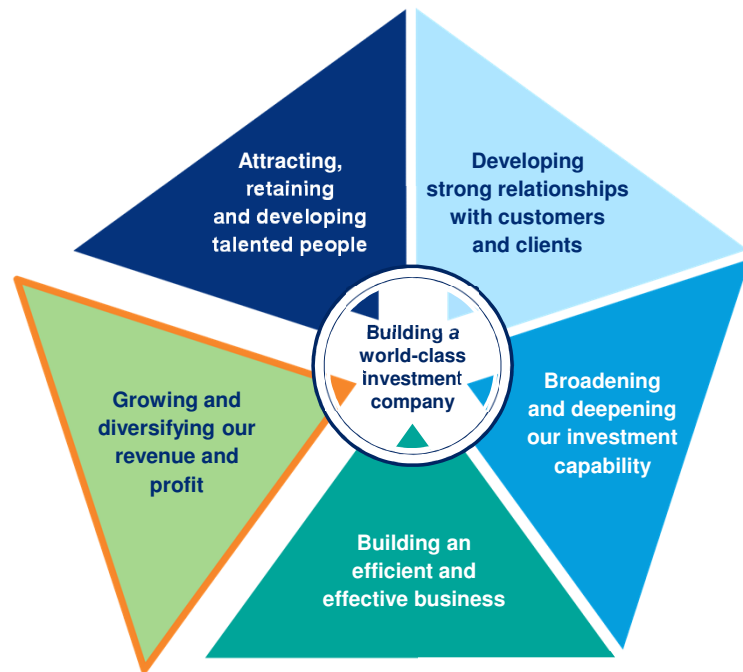 Attracting,
retaining
and developing
talented people
Developing
strong relationships
with customers
and clients
Building a
world-class
investment
company
Growing and
diversifying our
revenue and
profit
Broadening
and deepening
our investment
capability
Building an
efficient and
effective business